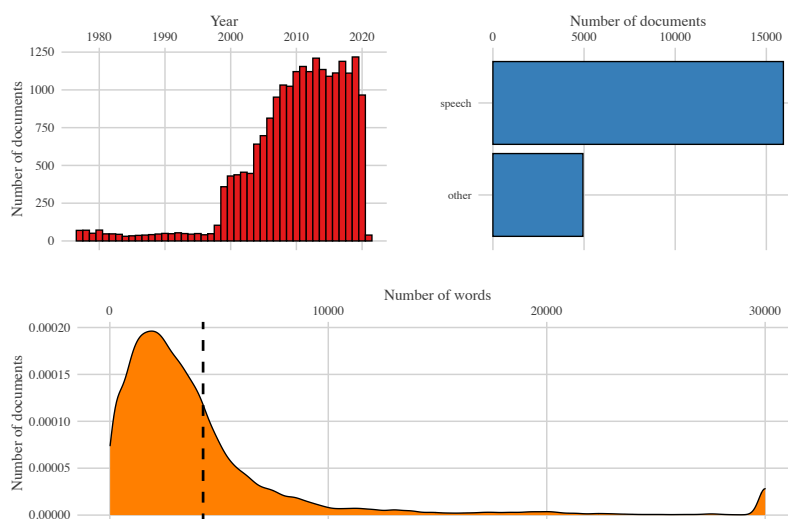 Year
1980 1990 2000 2010 2020
1250
1000
750
500
250
0
Number of documents
Number of documents
0 5000 10000 15000
speech
other
Number of words
0 10000 20000 30000
0.00020
0.00015
0.00010
0.00005
0.00000
Number of documents